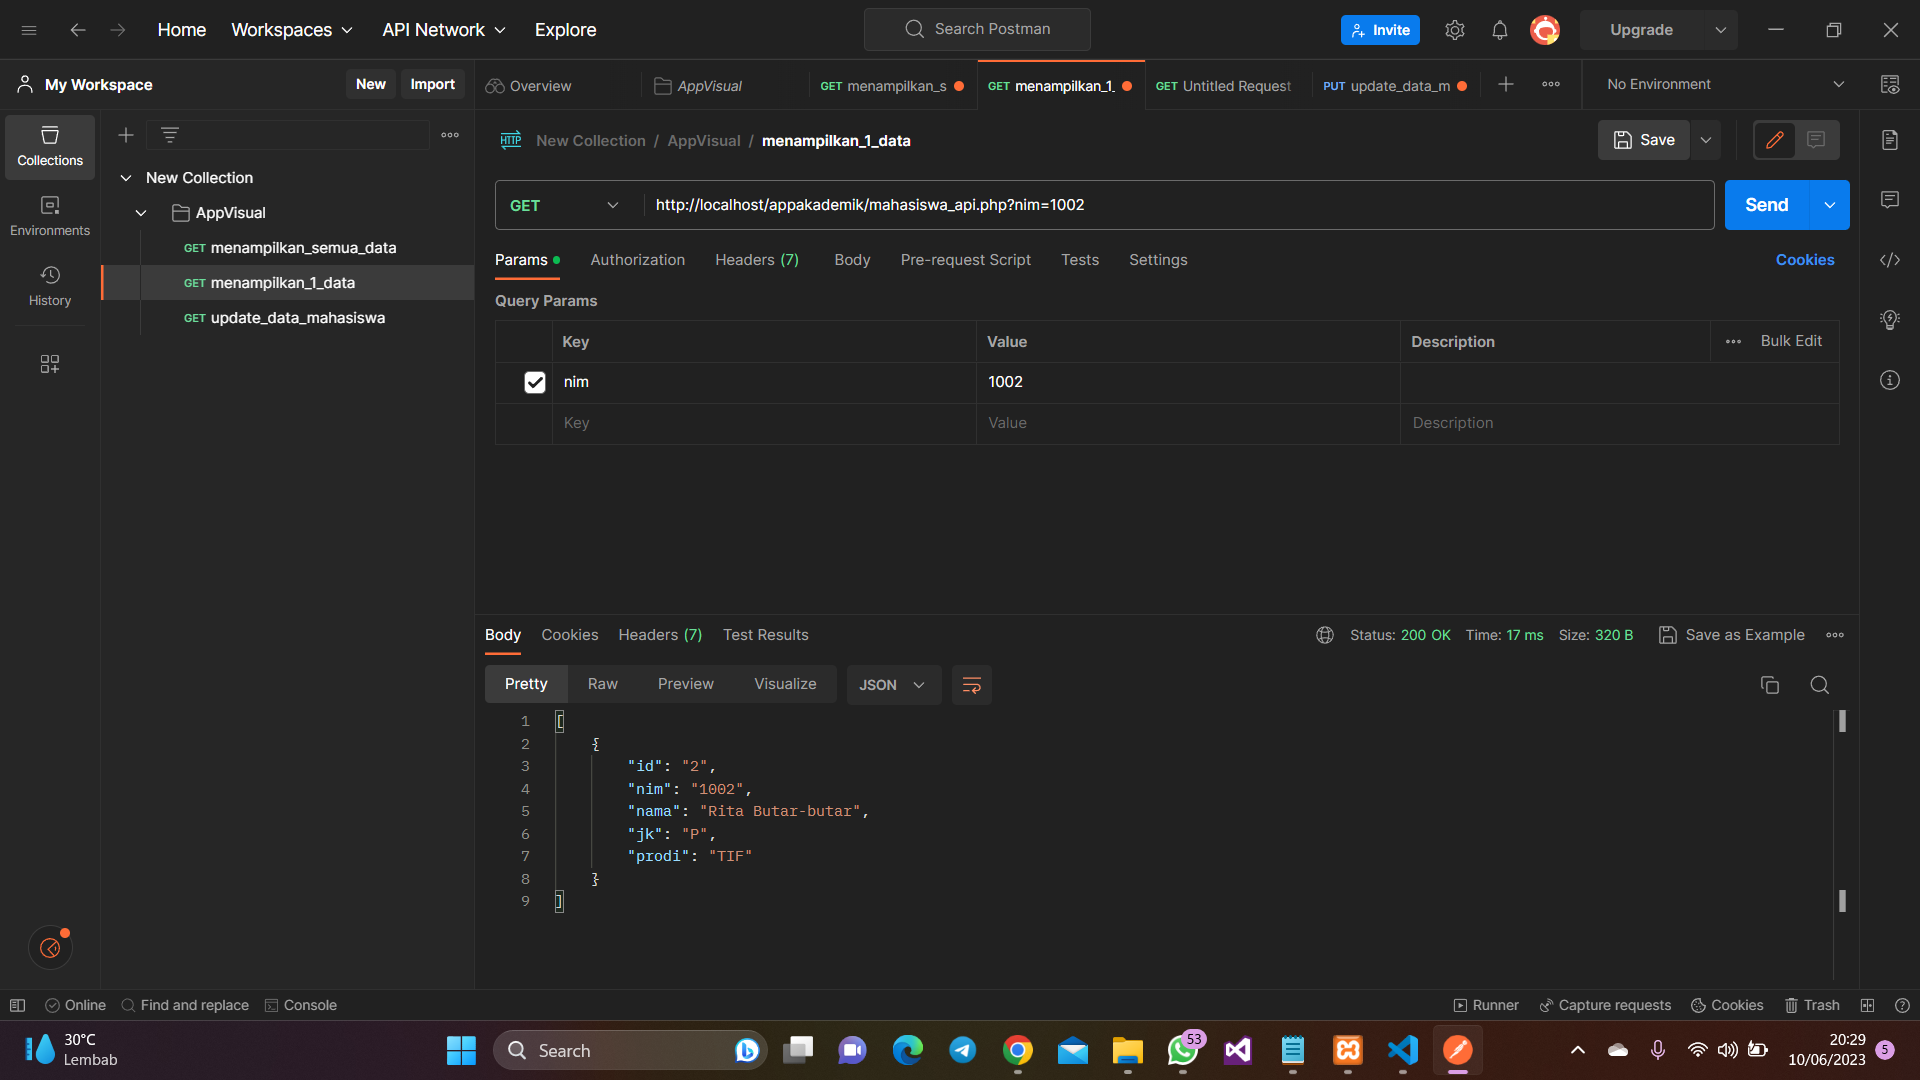 Home
Workspaces
API Network
Explore
Search Postman
Invite
Upgrade
My Workspace
New
Import
Overview
AppVisual
GET menampilkan_s
GET menampilkan_1_
GET Untitled Request
PUT update_data_m
No Environment
Collections
Environments
History
New Collection
AppVisual
GET menampilkan_semua_data
GET menampilkan_1_data
GET update_data_mahasiswa
HTTP
New Collection / AppVisual / menampilkan_1_data
Save
GET
http://localhost/appakademik/mahasiswa_api.php?nim=1002
Send
Params
Authorization
Headers (7)
Body
Pre-request Script
Tests
Settings
Cookies
Query Params
Key
Value
Description
Bulk Edit
nim
1002
Key
Value
Description
Body
Cookies
Headers (7)
Test Results
Status: 200 OK
Time: 17 ms
Size: 320 B
Save as Example
Pretty
Raw
Preview
Visualize
JSON
1 [
2 {
3 "id": "2",
4 "nim": "1002",
5 "nama": "Rita Butar-butar",
6 "jk": "P",
7 "prodi": "TIF"
8 }
9 ]
Online
Find and replace
Console
Runner
Capture requests
Cookies
Trash
30°C
Lembab
Search
53
20:29
10/06/2023
5